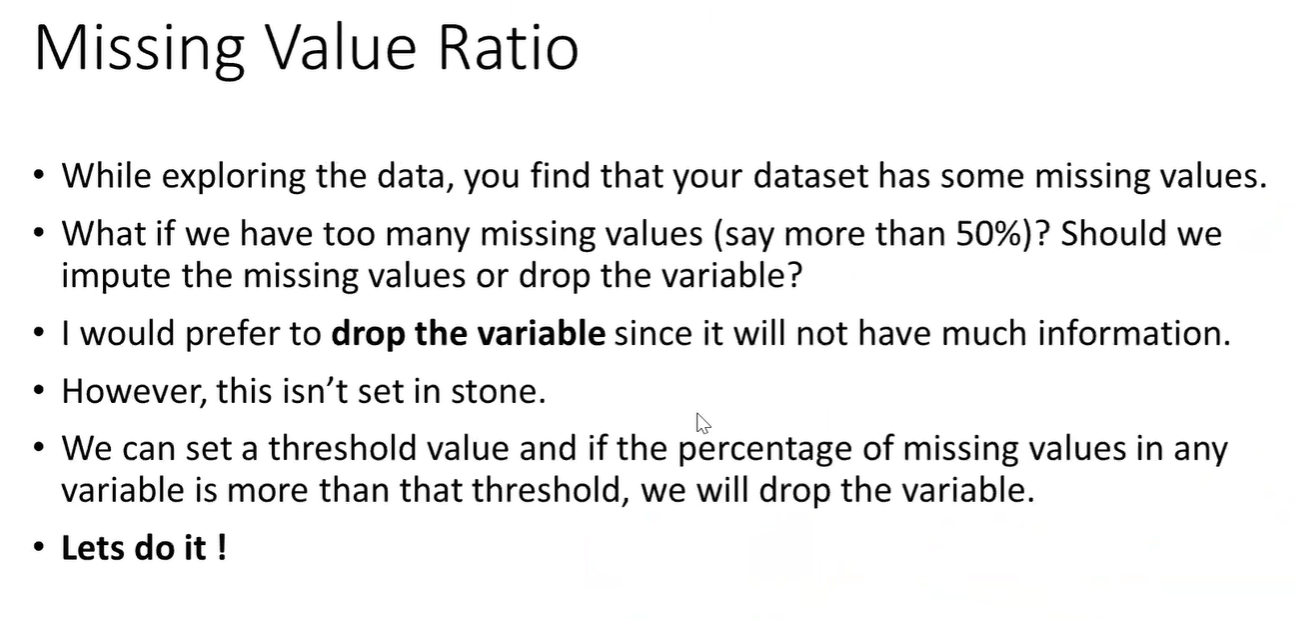 Missing Value Ratio
• While exploring the data, you find that your dataset has some missing values.
• What if we have too many missing values (say more than 50%)? Should we
impute the missing values or drop the variable?
• I would prefer to drop the variable since it will not have much information.
• However, this isn’t set in stone.
• We can set a threshold value and if the percentage of missing values in any
variable is more than that threshold, we will drop the variable.
• Lets do it !